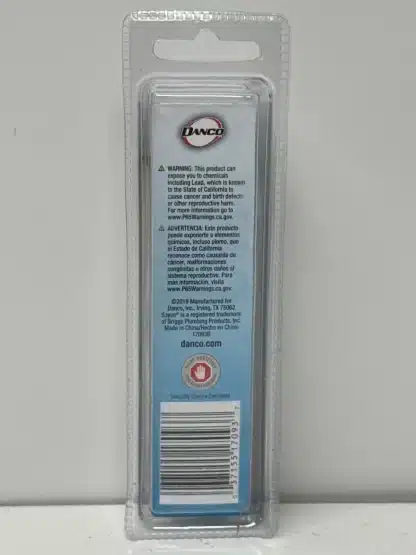 DANCO
⚠ WARNING: This product can
expose you to chemicals
including Lead, which is known
to the State of California to
cause cancer and birth defects
or other reproductive harm.
For more information go to
www.P65Warnings.ca.gov.
⚠ ADVERTENCIA: Este producto
puede exponerle a elementos
químicos, incluso plomo, que
el Estado de California
reconoce como causante de
cáncer, malformaciones
congénitas u otros daños al
sistema reproductivo. Para
más información, visita
www.P65Warnings.ca.gov.
©2019 Manufactured for
Danco, Inc., Irving, TX 75062
is a registered trademark
of Briggs Plumbing Products, Inc.
Made in China/Hecho en China
danco.com
37155 17093